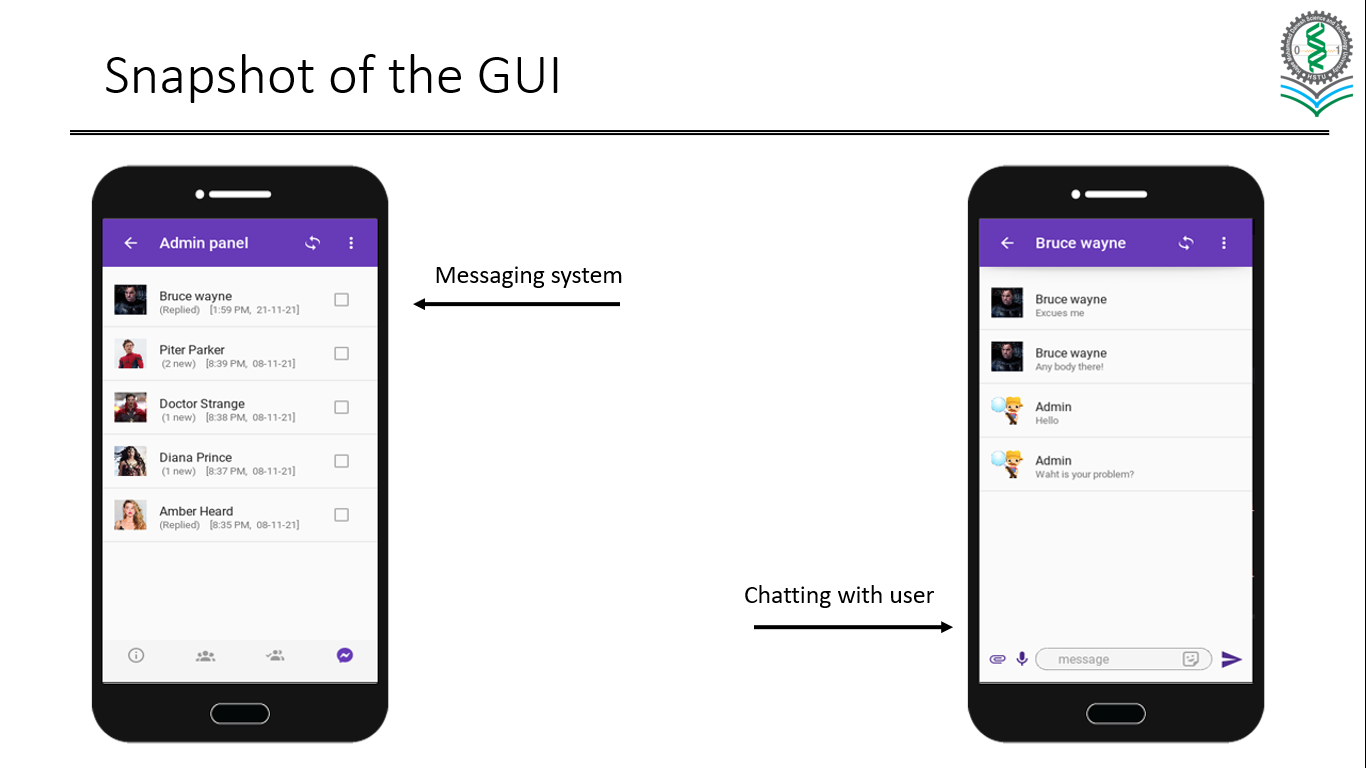 Snapshot of the GUI
0 1
HSTU
Admin panel
Bruce wayne
(Replied) [1:59 PM, 21-11-21]
Piter Parker
(2 new) [8:39 PM, 08-11-21]
Doctor Strange
(1 new) [8:38 PM, 08-11-21]
Diana Prince
(1 new) [8:37 PM, 08-11-21]
Amber Heard
(Replied) [8:35 PM, 08-11-21]
Messaging system
Chatting with user
Bruce wayne
Bruce wayne
Excues me
Bruce wayne
Any body there!
Admin
Hello
Admin
Waht is your problem?
message